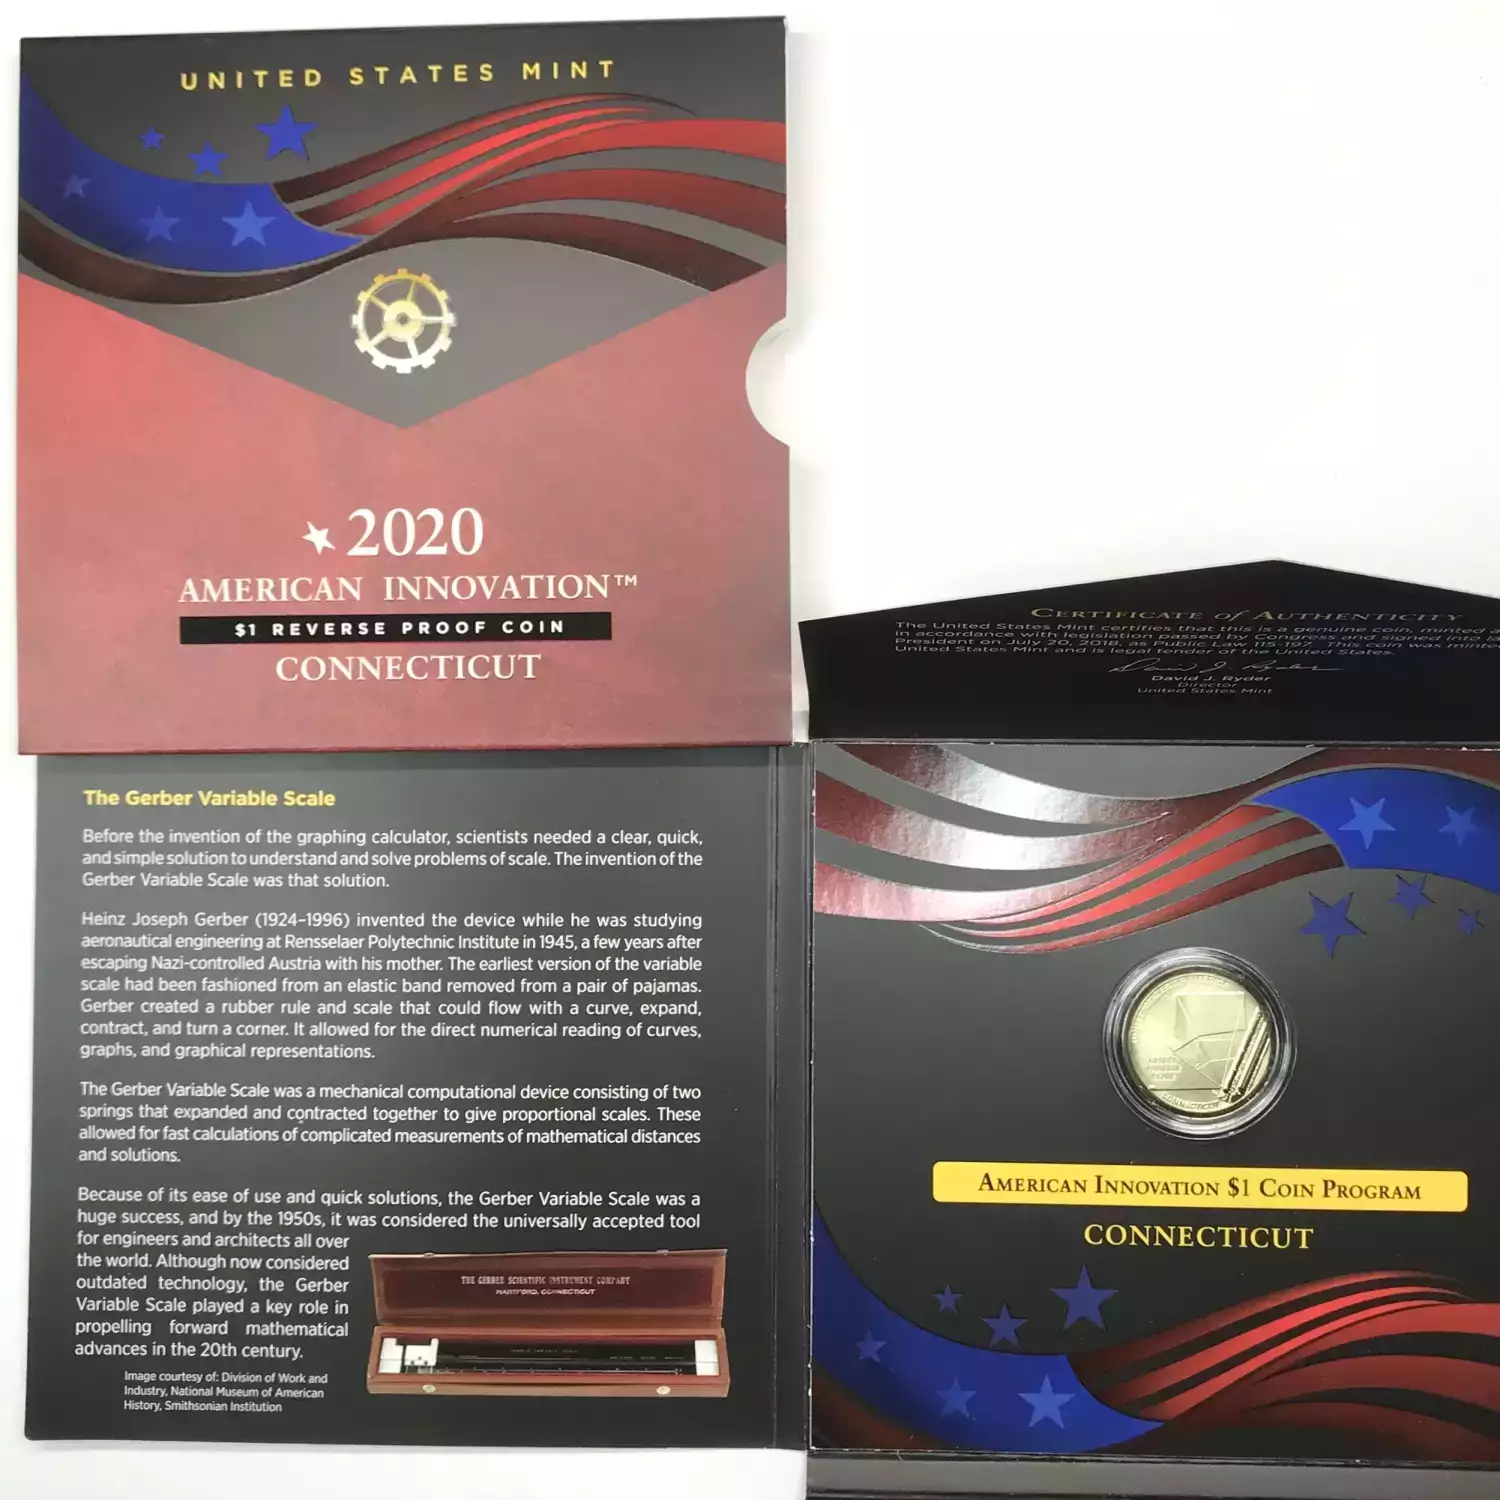 UNITED STATES MINT
2020
AMERICAN INNOVATION™
$1 REVERSE PROOF COIN
CONNECTICUT
CERTIFICATE of AUTHENTICITY
The United States Mint certifies that this is a genuine coin, minted
in accordance with legislation passed by Congress and signed into
President on July 20, 2018, as Public Law 115-197. This coin was minted
United States Mint and is legal tender of the United States.
David J. Ryder
David J. Ryder
Director
United States Mint
The Gerber Variable Scale
Before the invention of the graphing calculator, scientists needed a clear, quick,
and simple solution to understand and solve problems of scale. The invention of the
Gerber Variable Scale was that solution.
Heinz Joseph Gerber (1924–1996) invented the device while he was studying
aeronautical engineering at Rensselaer Polytechnic Institute in 1945, a few years after
escaping Nazi-controlled Austria with his mother. The earliest version of the variable
scale had been fashioned from an elastic band removed from a pair of pajamas.
Gerber created a rubber rule and scale that could flow with a curve, expand,
contract, and turn a corner. It allowed for the direct numerical reading of curves,
graphs, and graphical representations.
The Gerber Variable Scale was a mechanical computational device consisting of two
springs that expanded and contracted together to give proportional scales. These
allowed for fast calculations of complicated measurements of mathematical distances
and solutions.
Because of its ease of use and quick solutions, the Gerber Variable Scale was a
huge success, and by the 1950s, it was considered the universally accepted tool
for engineers and architects all over
the world. Although now considered
outdated technology, the Gerber
Variable Scale played a key role in
propelling forward mathematical
advances in the 20th century.
THE GERBER SCIENTIFIC INSTRUMENT COMPANY
HARTFORD, CONNECTICUT
Image courtesy of: Division of Work and
Industry, National Museum of American
History, Smithsonian Institution
GERBER
VARIABLE
SCALE
CONNECTICUT
AMERICAN INNOVATION $1 COIN PROGRAM
CONNECTICUT